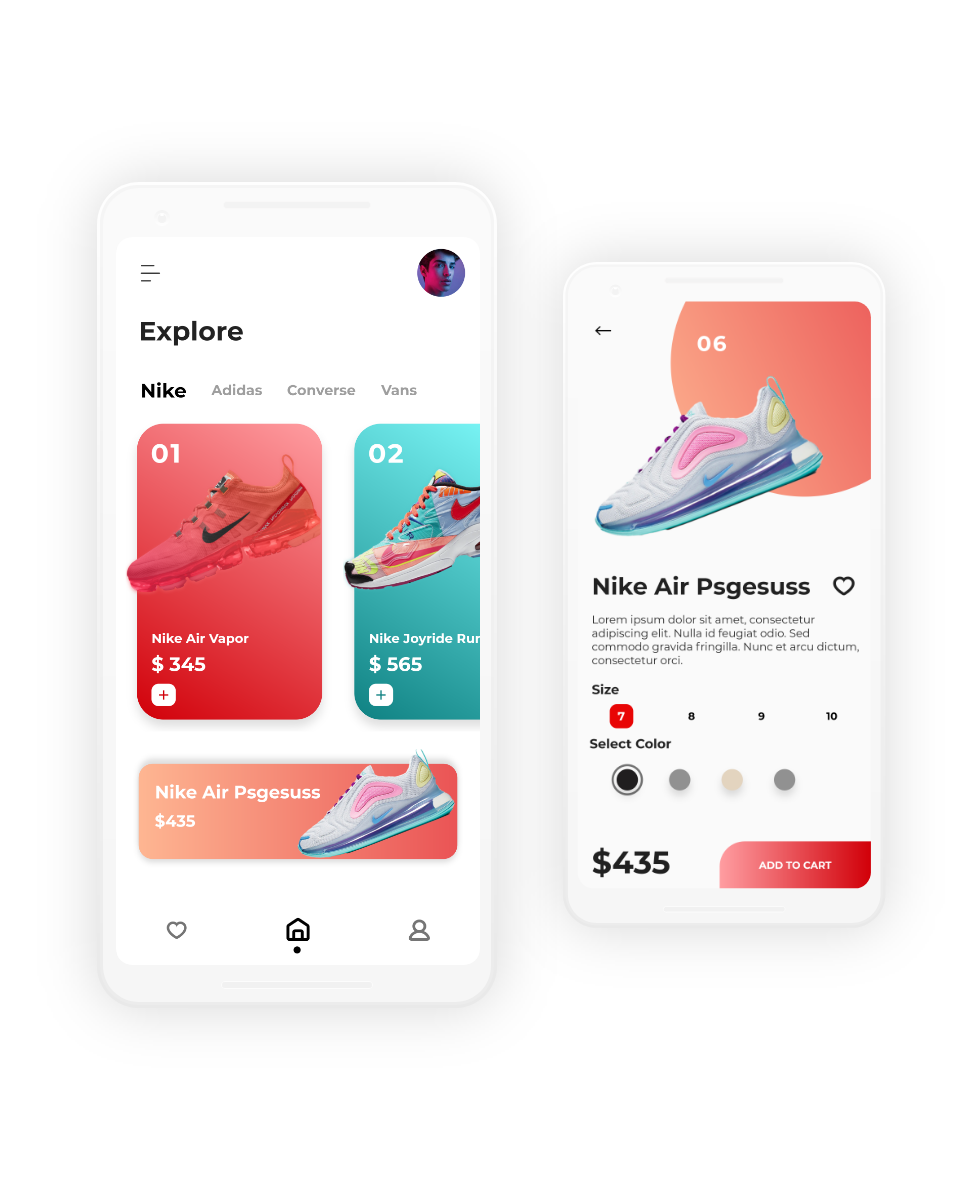 Explore
Nike Adidas Converse Vans
01
02
Nike Air Vapor
$ 345
Nike Joyride Rur
$ 565
Nike Air Psgesuss
$435
06
Nike Air Psgesuss
Lorem ipsum dolor sit amet, consectetur
adipiscing elit. Nulla id feugiat odio. Sed
commodo gravida fringilla. Nunc et arcu dictum,
consectetur orci.
Size
7 8 9 10
Select Color
$435
ADD TO CART